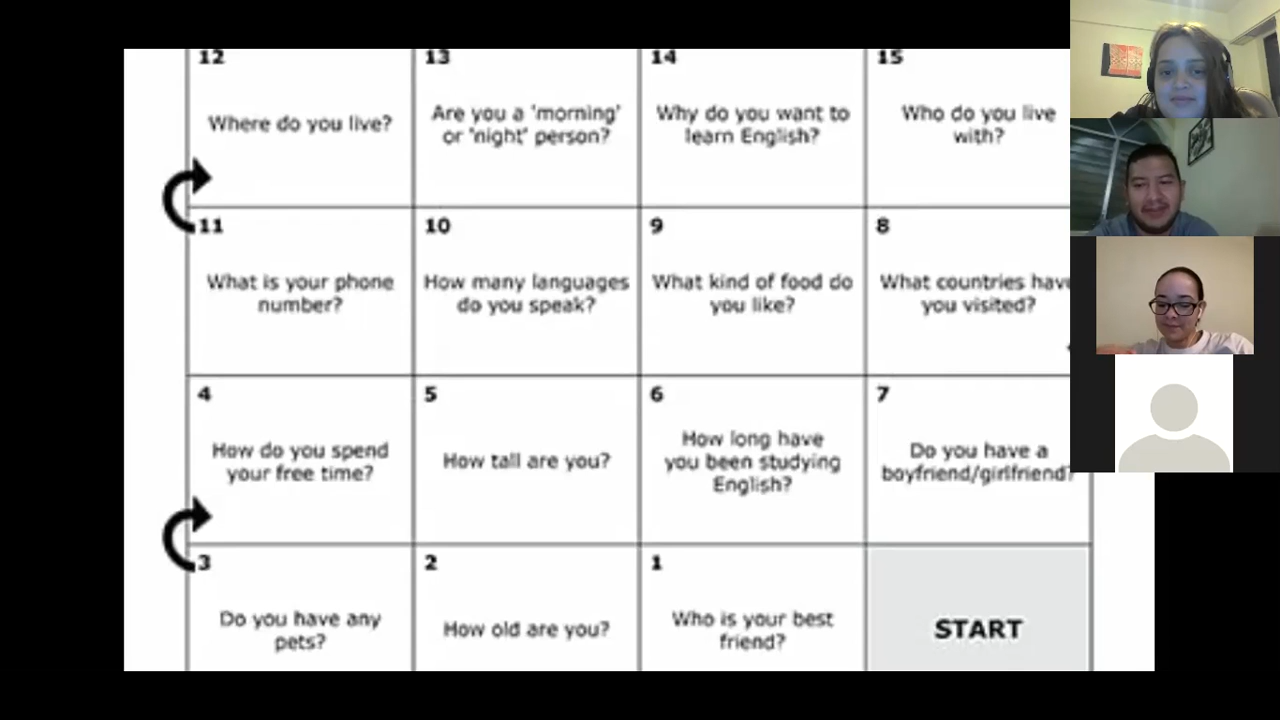 12
Where do you live?
13
Are you a 'morning'
or 'night' person?
14
Why do you want to
learn English?
15
Who do you live
with?
11
What is your phone
number?
10
How many languages
do you speak?
9
What kind of food do
you like?
8
What countries have
you visited?
4
How do you spend
your free time?
5
How tall are you?
6
How long have
you been studying
English?
7
Do you have a
boyfriend/girlfriend?
3
Do you have any
pets?
2
How old are you?
1
Who is your best
friend?
START